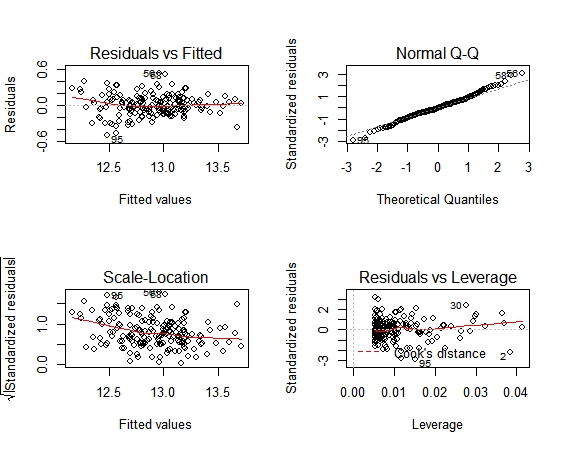 Residuals vs Fitted
Residuals
0.6
0.0
-0.6
95
12.5 13.0 13.5
Fitted values
Normal Q-Q
Standardized residuals
3
1
-1
-3
-3 -2 -1 0 1 2 3
Theoretical Quantiles
Scale-Location
√|Standardized residuals|
1.0
0.0
95
12.5 13.0 13.5
Fitted values
Residuals vs Leverage
Standardized residuals
2
0
-3
30
Cook's distance
95
2
0.00 0.01 0.02 0.03 0.04
Leverage